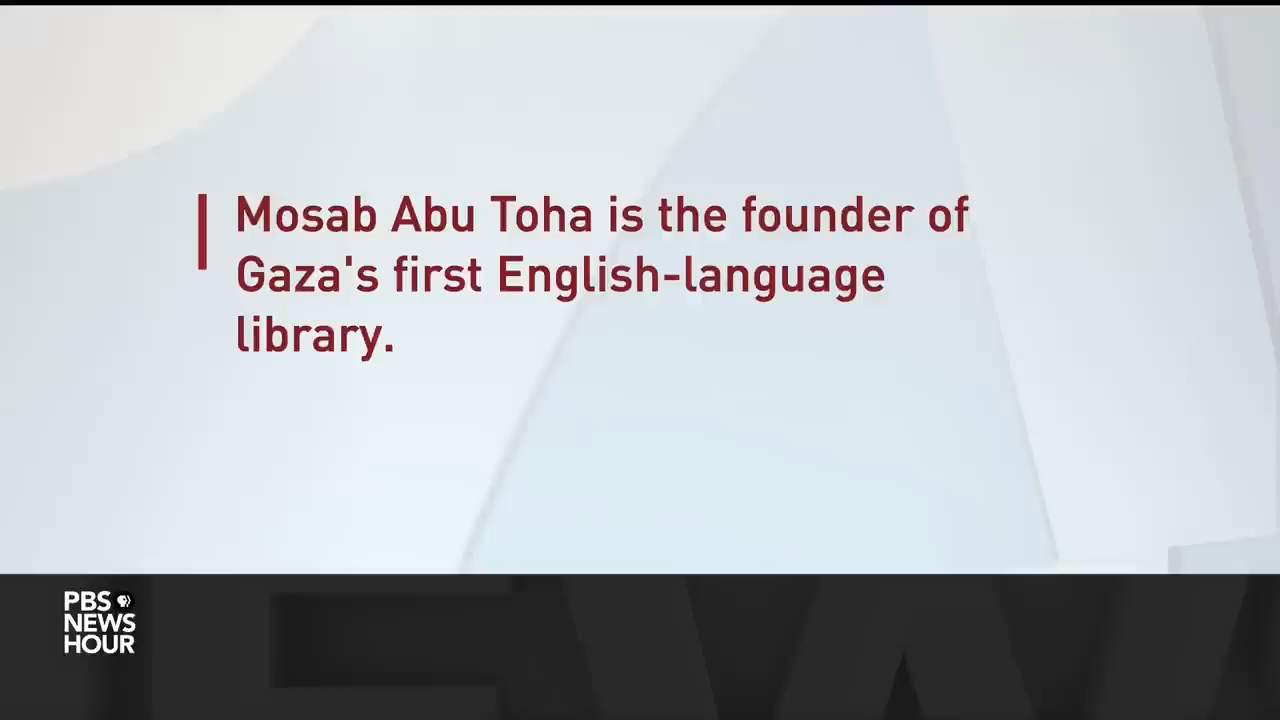 Mosab Abu Toha is the founder of
Gaza's first English-language
library.
PBS
NEWS
HOUR